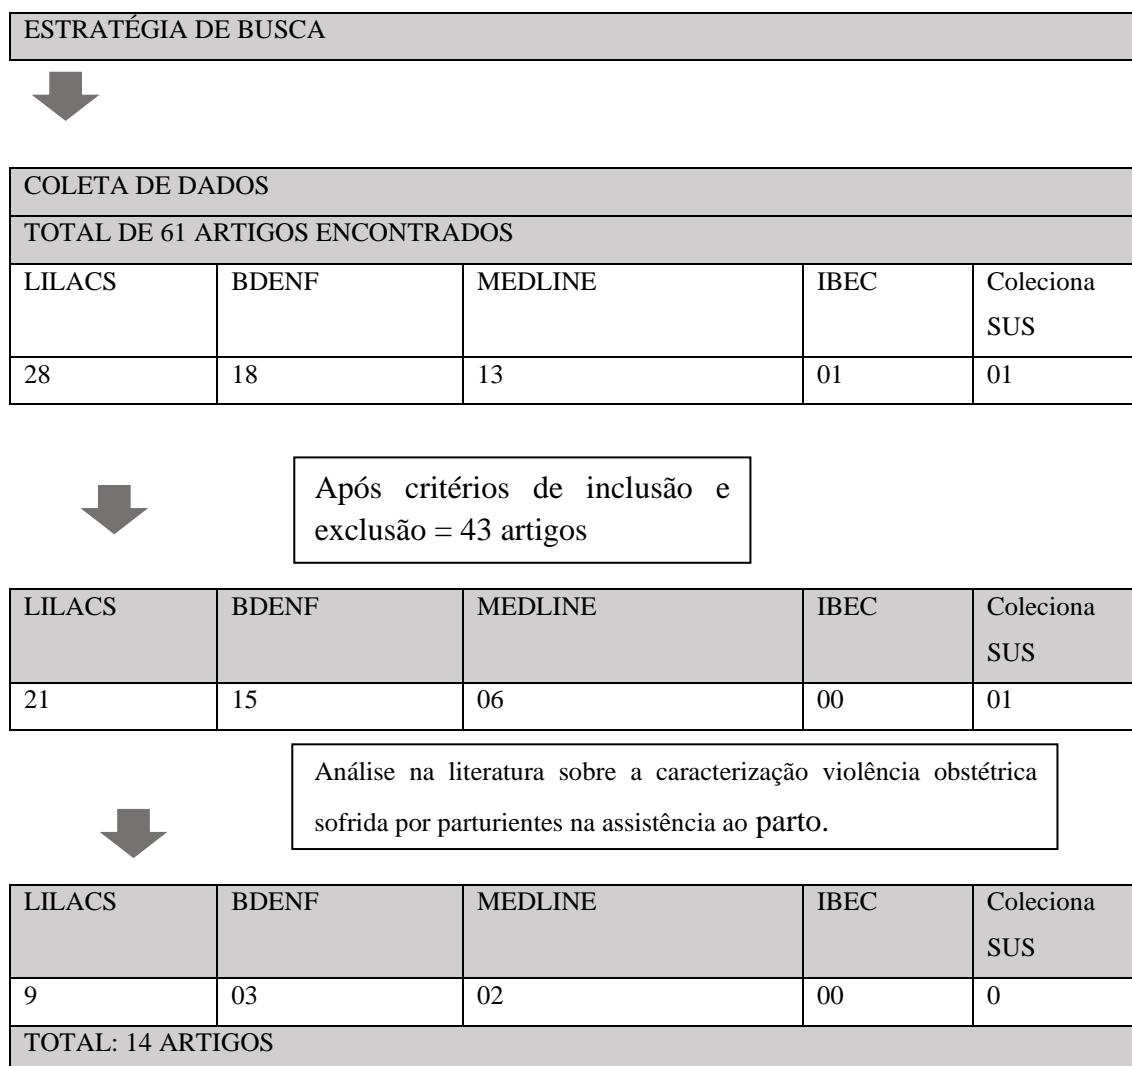 ESTRATÉGIA DE BUSCA
COLETA DE DADOS
TOTAL DE 61 ARTIGOS ENCONTRADOS
LILACS BDENF MEDLINE IBEC Coleciona
SUS
28 18 13 01 01
Após critérios de inclusão e
exclusão = 43 artigos
LILACS BDENF MEDLINE IBEC Coleciona
SUS
21 15 06 00 01
Análise na literatura sobre a caracterização violência obstétrica
sofrida por parturientes na assistência ao parto.
LILACS BDENF MEDLINE IBEC Coleciona
SUS
9 03 02 00 0
TOTAL: 14 ARTIGOS